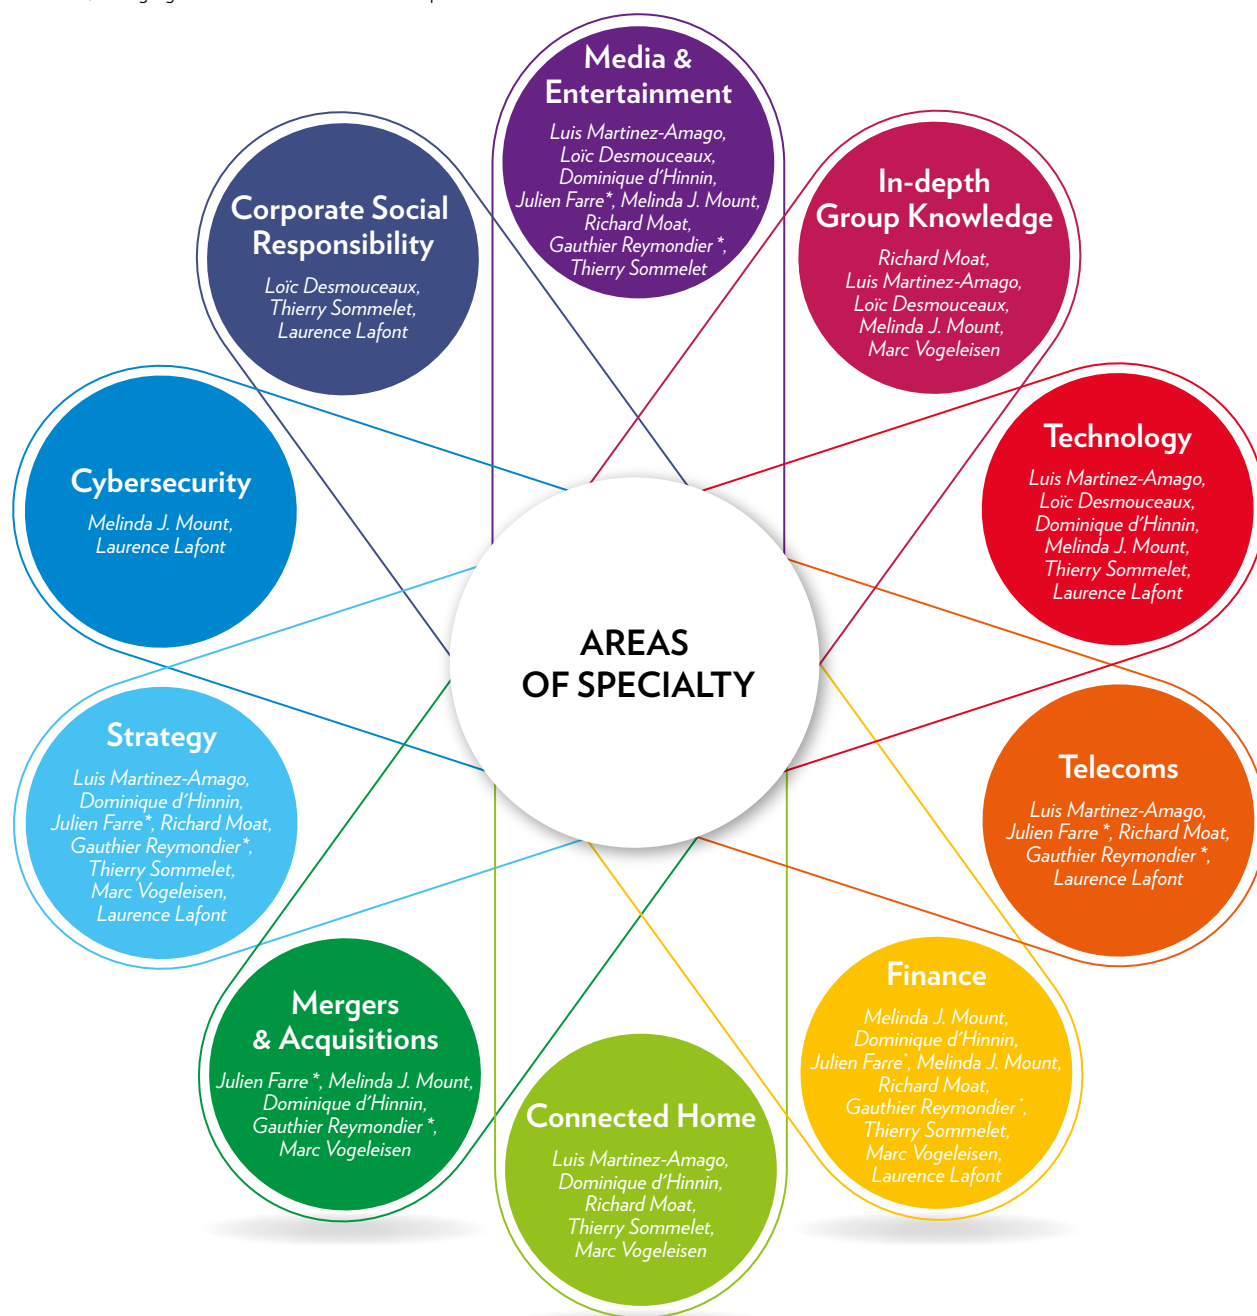 Media &
Entertainment
Luis Martinez-Amago,
Loïc Desmouceaux,
Dominique d'Hinnin,
Julien Farre*, Melinda J. Mount,
Richard Moat,
Gauthier Reymondier*,
Thierry Sommelet
In-depth
Group Knowledge
Richard Moat,
Luis Martinez-Amago,
Loïc Desmouceaux,
Melinda J. Mount,
Marc Vogeleisen
Technology
Luis Martinez-Amago,
Loïc Desmouceaux,
Dominique d'Hinnin,
Melinda J. Mount,
Thierry Sommelet,
Laurence Lafont
Telecoms
Luis Martinez-Amago,
Julien Farre*, Richard Moat,
Gauthier Reymondier*,
Laurence Lafont
Finance
Melinda J. Mount,
Dominique d'Hinnin,
Julien Farre*, Melinda J. Mount,
Richard Moat,
Gauthier Reymondier*,
Thierry Sommelet,
Marc Vogeleisen,
Laurence Lafont
Connected Home
Luis Martinez-Amago,
Dominique d'Hinnin,
Richard Moat,
Thierry Sommelet,
Marc Vogeleisen
Mergers
& Acquisitions
Julien Farre*, Melinda J. Mount,
Dominique d'Hinnin,
Gauthier Reymondier*,
Marc Vogeleisen
Strategy
Luis Martinez-Amago,
Dominique d'Hinnin,
Julien Farre*, Richard Moat,
Gauthier Reymondier*,
Thierry Sommelet,
Marc Vogeleisen,
Laurence Lafont
Cybersecurity
Melinda J. Mount,
Laurence Lafont
Corporate Social
Responsibility
Loïc Desmouceaux,
Thierry Sommelet,
Laurence Lafont
AREAS
OF SPECIALTY